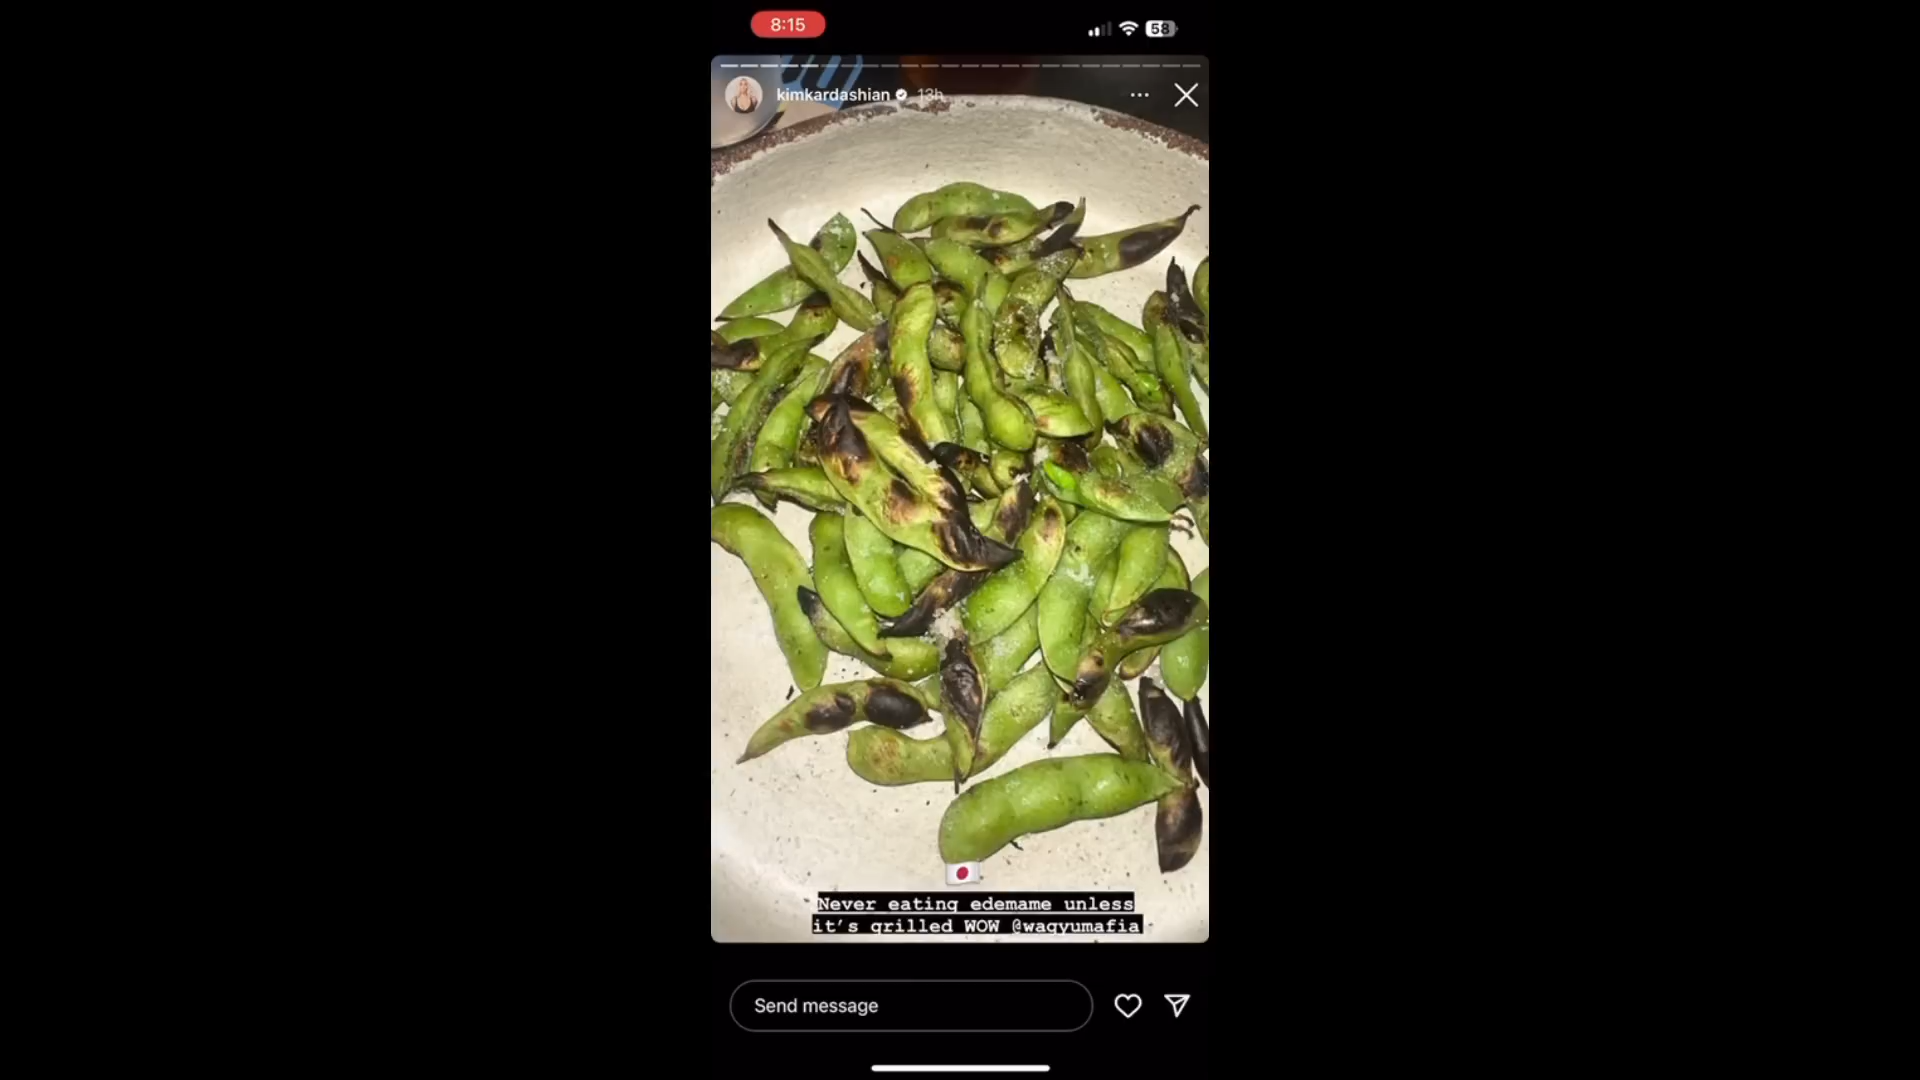 8:15
58
kimkardashian 13h
Never eating edemame unless
it's grilled WOW @wagyumafia
Send message